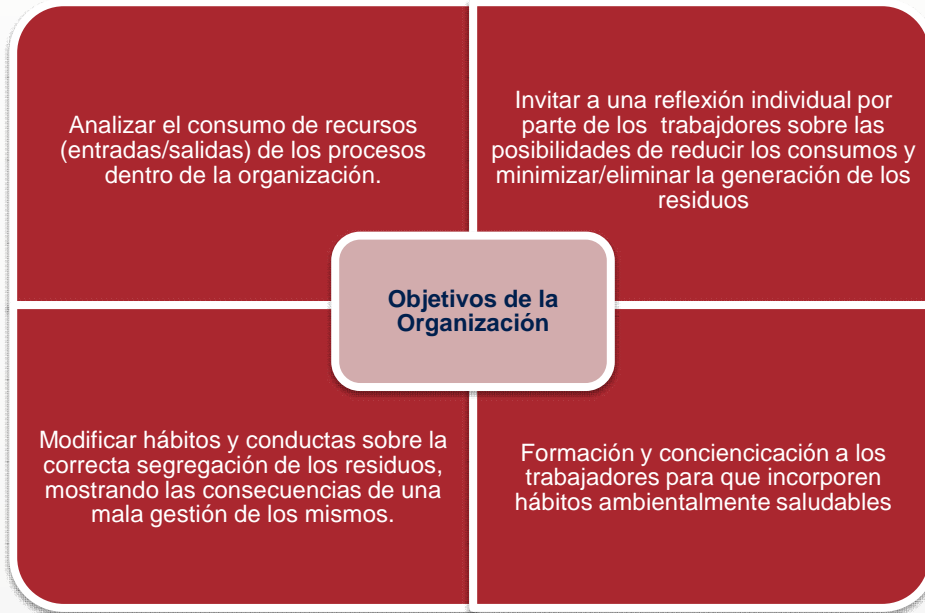 Analizar el consumo de recursos
(entradas/salidas) de los procesos
dentro de la organización.
Invitar a una reflexión individual por
parte de los trabajdores sobre las
posibilidades de reducir los consumos y
minimizar/eliminar la generación de los
residuos
Objetivos de la
Organización
Modificar hábitos y conductas sobre la
correcta segregación de los residuos,
mostrando las consecuencias de una
mala gestión de los mismos.
Formación y conciencicación a los
trabajadores para que incorporen
hábitos ambientalmente saludables